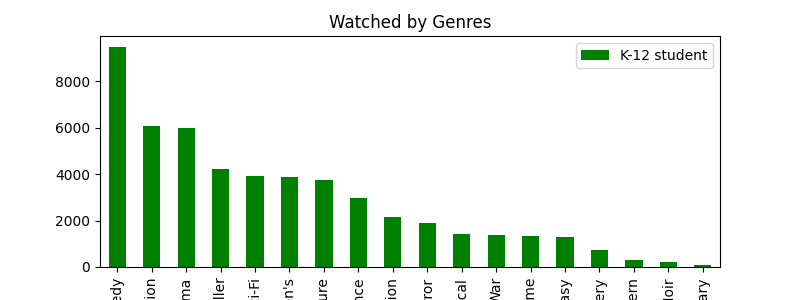 Watched by Genres
K-12 student
8000
6000
4000
2000
0
edy
ion
ma
ller
i-Fi
en's
ure
nce
ion
rror
cal
War
me
asy
ery
ern
loir
ary